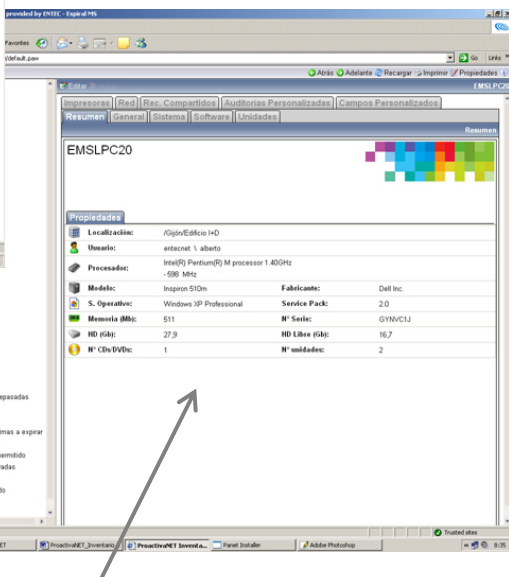 provided by ENTEC - Espiral MS
Favorites
/default.paw
Go Links »
Atrás Adelante Recargar Imprimir Propiedades
Editar
EMSLPC20
Impresoras Red Rec. Compartidos Auditorías Personalizadas Campos Personalizados
Resumen General Sistema Software Unidades
Resumen
EMSLPC20
Propiedades
Localización: /Gijón/Edificio I+D
Usuario: entecnet \ alberto
Procesador: Intel(R) Pentium(R) M processor 1.40GHz
- 598 MHz
Modelo: Inspiron 510m Fabricante: Dell Inc.
S. Operativo: Windows XP Professional Service Pack: 2.0
Memoria (Mb): 511 Nº Serie: GYNVC1J
HD (Gb): 27,9 HD Libre (Gb): 16,7
Nº CDs/DVDs: 1 Nº unidades: 2
epasadas
mas a expirar
ermitido
radas
do
Trusted sites
ET ProactivaNET_Inventario... ProactivaNET Inventa... Panet Installer Adobe Photoshop 8:35